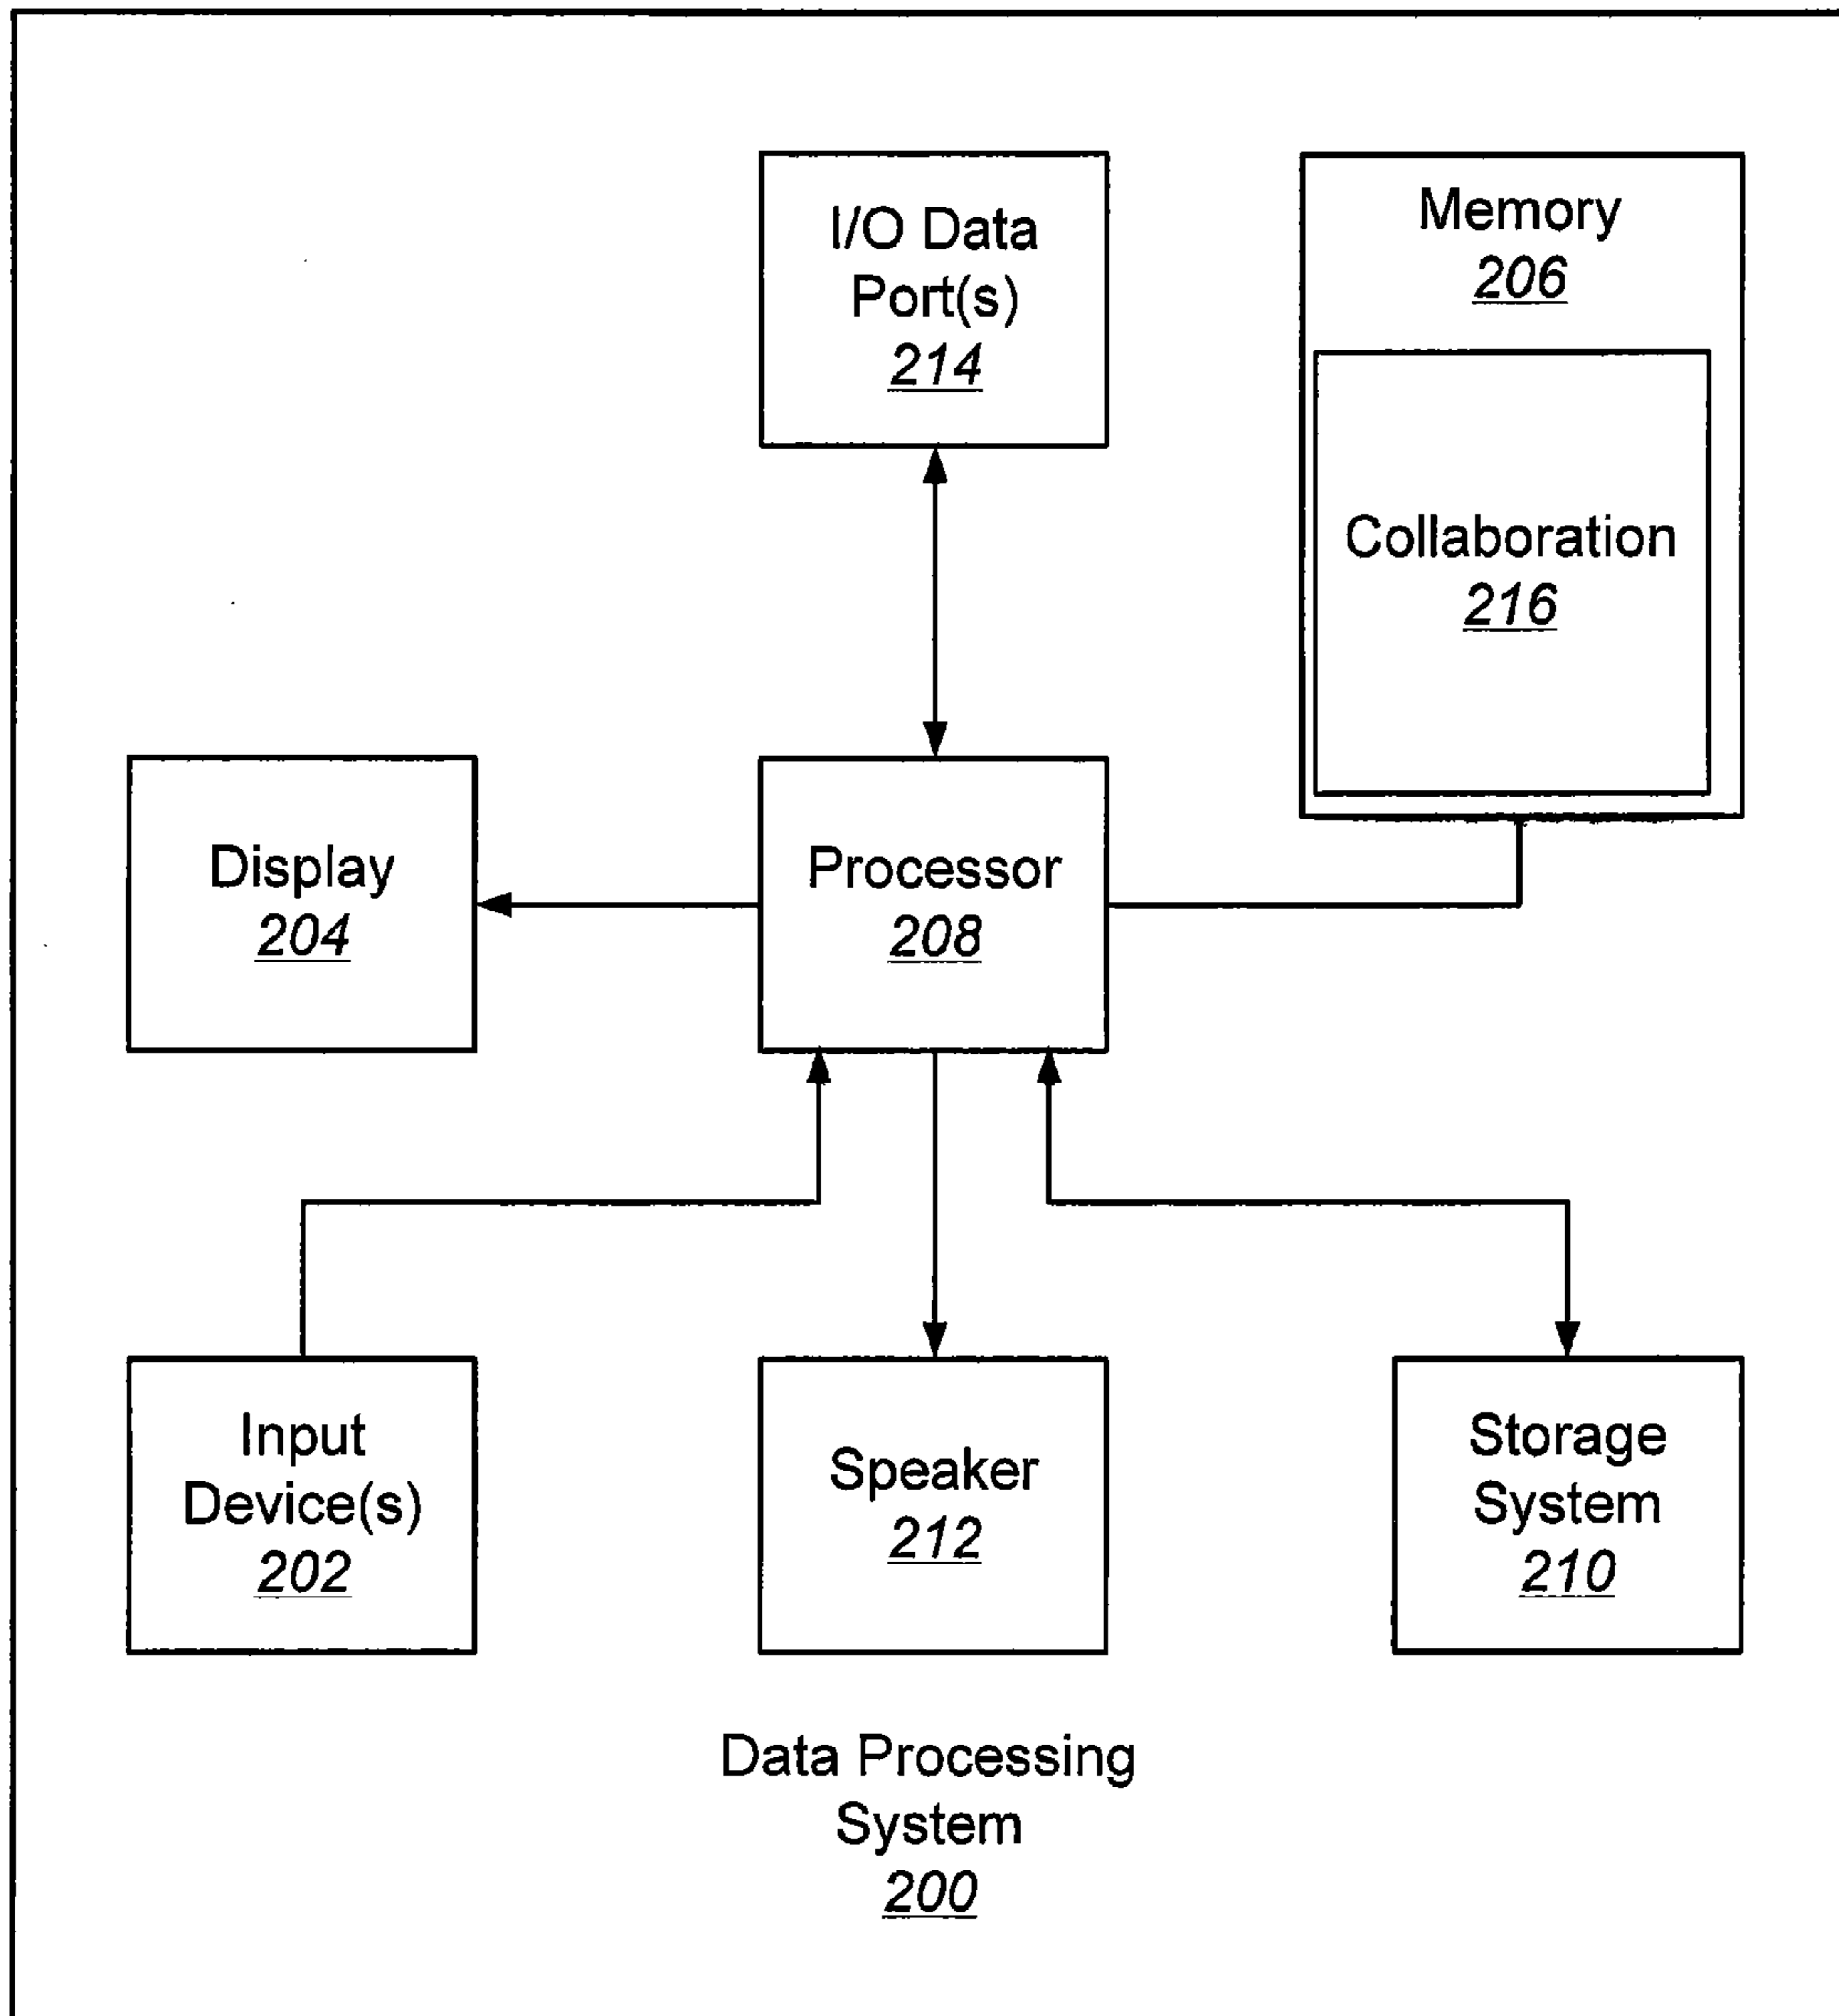 I/O Data
Port(s)
214
Memory
206
Collaboration
216
Display
204
Processor
208
Input
Device(s)
202
Speaker
212
Storage
System
210
Data Processing
System
200